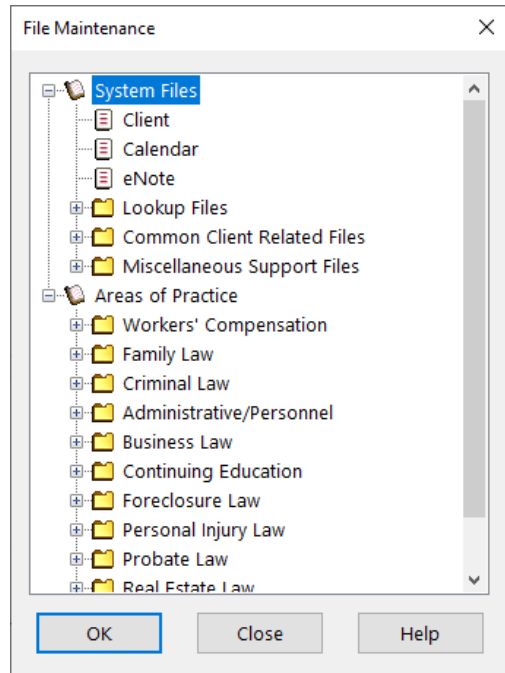 File Maintenance
System Files
Client
Calendar
eNote
Lookup Files
Common Client Related Files
Miscellaneous Support Files
Areas of Practice
Workers' Compensation
Family Law
Criminal Law
Administrative/Personnel
Business Law
Continuing Education
Foreclosure Law
Personal Injury Law
Probate Law
Real Estate Law
OK Close Help